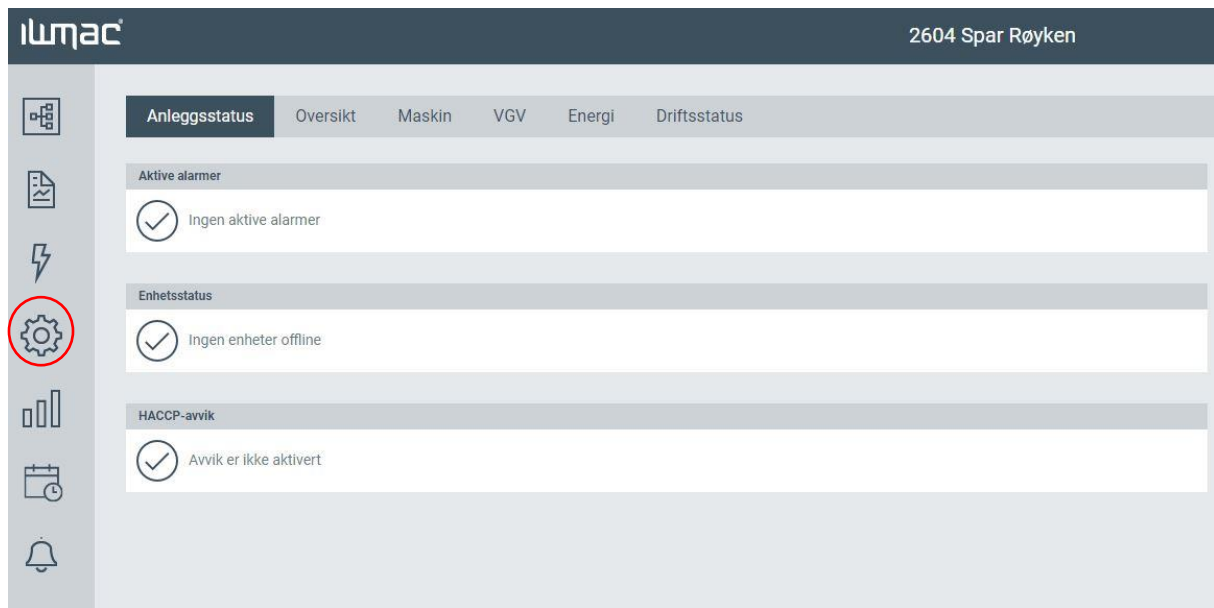 ilumac
2604 Spar Røyken
Anleggsstatus Oversikt Maskin VGV Energi Driftsstatus
Aktive alarmer
Ingen aktive alarmer
Enhetsstatus
Ingen enheter offline
HACCP-avvik
Avvik er ikke aktivert